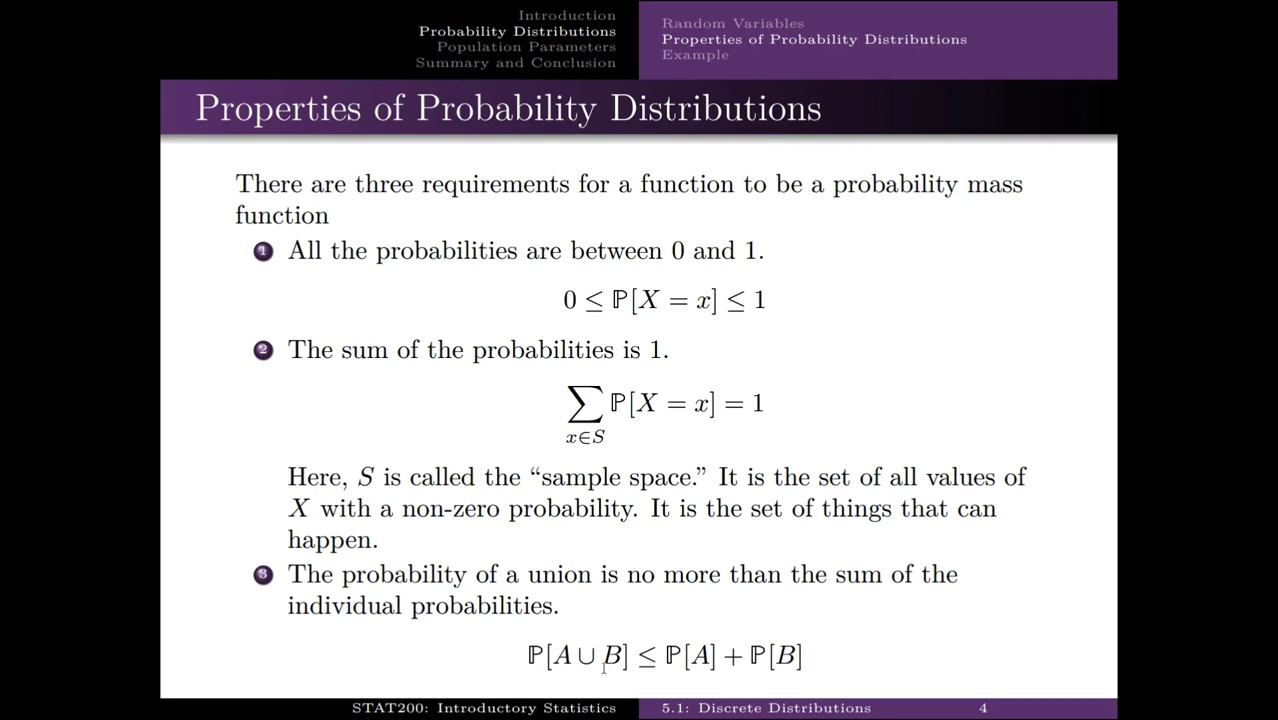 Introduction
Probability Distributions
Population Parameters
Summary and Conclusion
Random Variables
Properties of Probability Distributions
Example
Properties of Probability Distributions
There are three requirements for a function to be a probability mass
function
1 All the probabilities are between 0 and 1.
0 ≤ ℙ[X = x] ≤ 1
2 The sum of the probabilities is 1.
∑ ℙ[X = x] = 1
x∈S
Here, S is called the “sample space.” It is the set of all values of
X with a non-zero probability. It is the set of things that can
happen.
3 The probability of a union is no more than the sum of the
individual probabilities.
ℙ[A ∪ B] ≤ ℙ[A] + ℙ[B]
STAT200: Introductory Statistics
5.1: Discrete Distributions
4